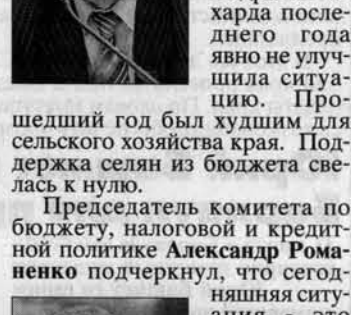 харда после-
днего года
явно не улуч-
шила ситуа-
цию. Про-
шедший год был худшим для
сельского хозяйства края. Под-
держка селян из бюджета све-
лась к нулю.
Председатель комитета по
бюджету, налоговой и кредит-
ной политике Александр Рома-
ненко подчеркнул, что сегод-
няшняя ситу-
ация - это